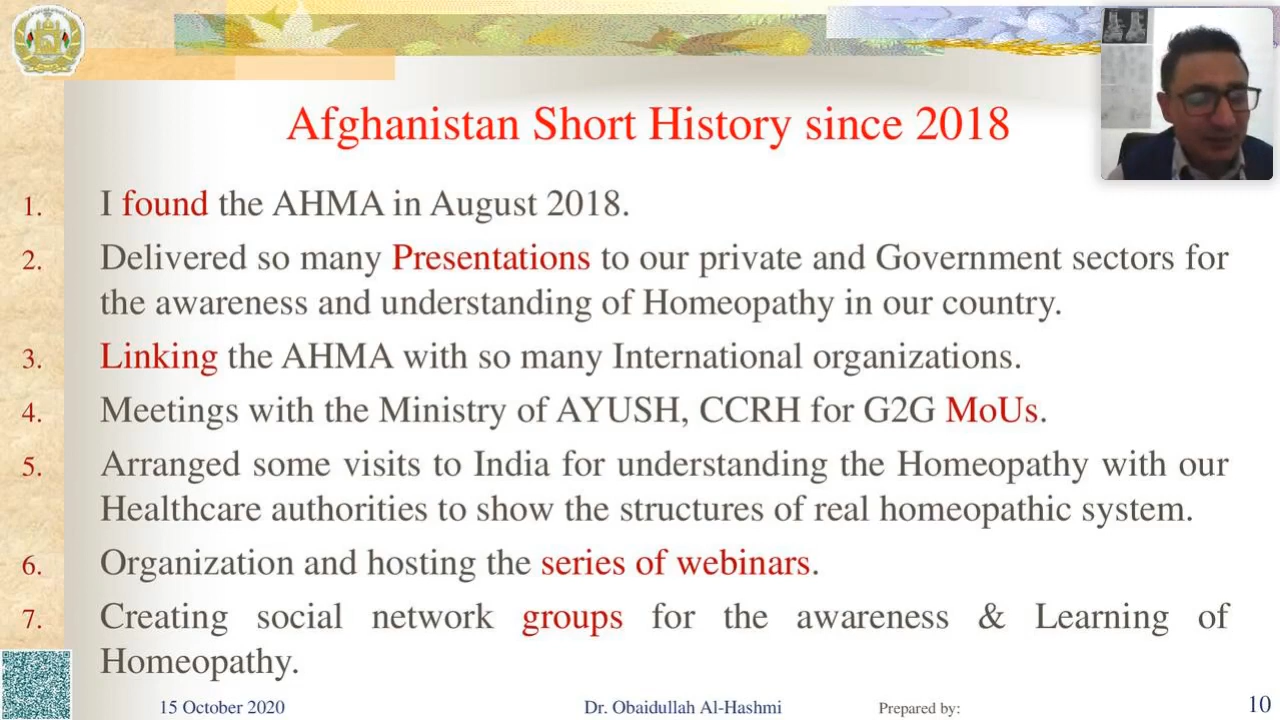 Afghanistan Short History since 2018
1. I found the AHMA in August 2018.
2. Delivered so many Presentations to our private and Government sectors for
the awareness and understanding of Homeopathy in our country.
3. Linking the AHMA with so many International organizations.
4. Meetings with the Ministry of AYUSH, CCRH for G2G MoUs.
5. Arranged some visits to India for understanding the Homeopathy with our
Healthcare authorities to show the structures of real homeopathic system.
6. Organization and hosting the series of webinars.
7. Creating social network groups for the awareness & Learning of
Homeopathy.
15 October 2020 Dr. Obaidullah Al-Hashmi Prepared by: 10